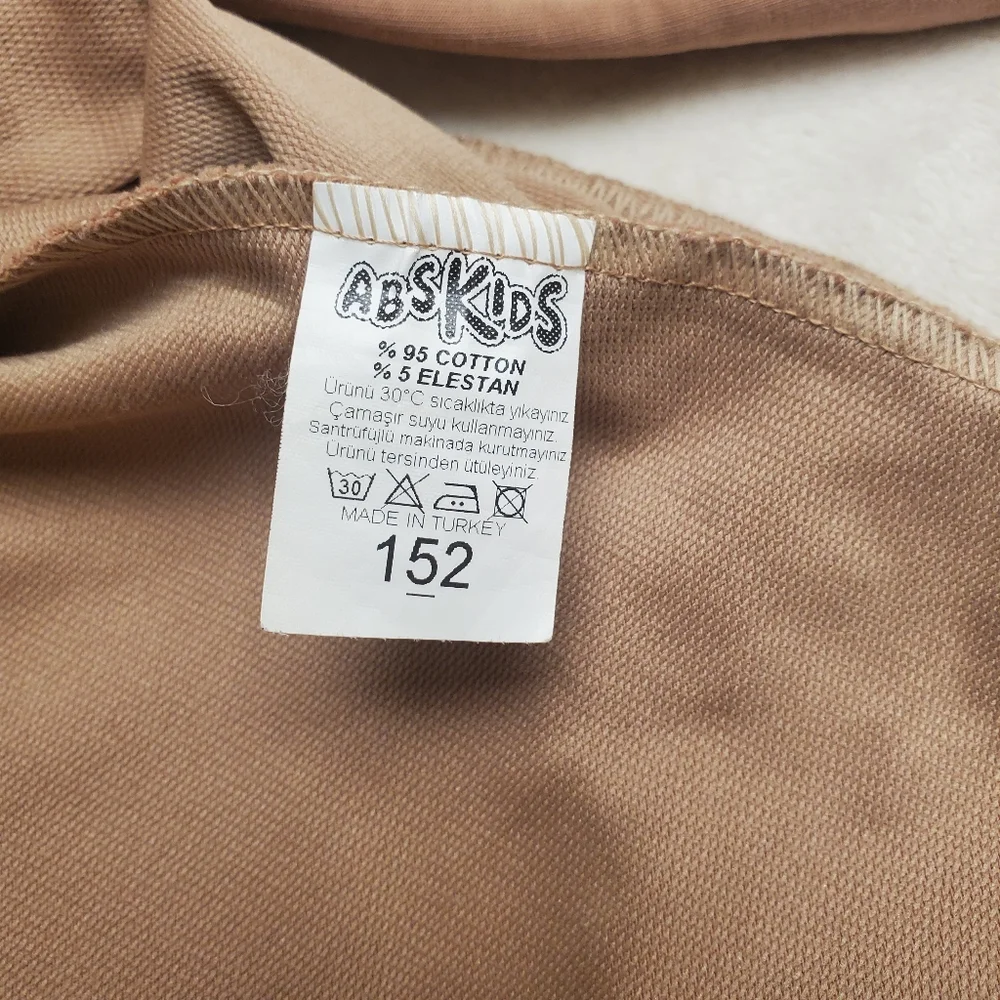 ABSKIDS
% 95 COTTON
% 5 ELESTAN
Ürünü 30°C sıcaklıkta yıkayınız
Çamaşır suyu kullanmayınız.
Santrüfüjlü makinada kurutmayınız
Ürünü tersinden ütüleyiniz.
30
MADE IN TURKEY
152